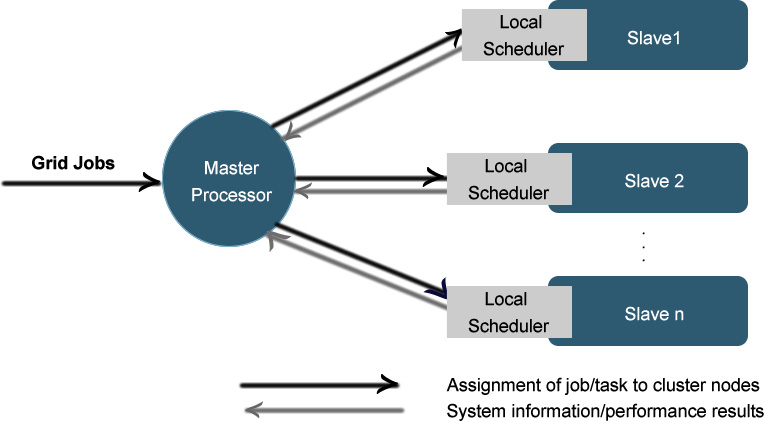 Local
Scheduler
Slave1
Grid Jobs
Master
Processor
Local
Scheduler
Slave 2
.
.
.
Local
Scheduler
Slave n
Assignment of job/task to cluster nodes
System information/performance results